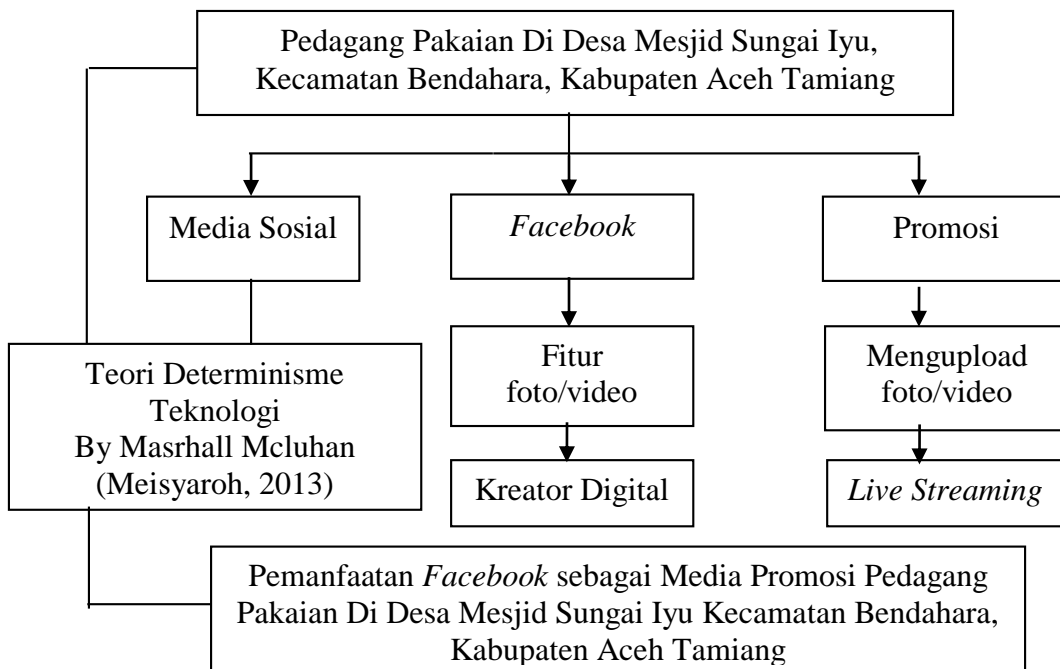 Pedagang Pakaian Di Desa Mesjid Sungai Iyu,
Kecamatan Bendahara, Kabupaten Aceh Tamiang
Media Sosial
Facebook
Promosi
Fitur
foto/video
Mengupload
foto/video
Teori Determinisme
Teknologi
By Masrhall Mcluhan
(Meisyaroh, 2013)
Kreator Digital
Live Streaming
Pemanfaatan Facebook sebagai Media Promosi Pedagang
Pakaian Di Desa Mesjid Sungai Iyu Kecamatan Bendahara,
Kabupaten Aceh Tamiang